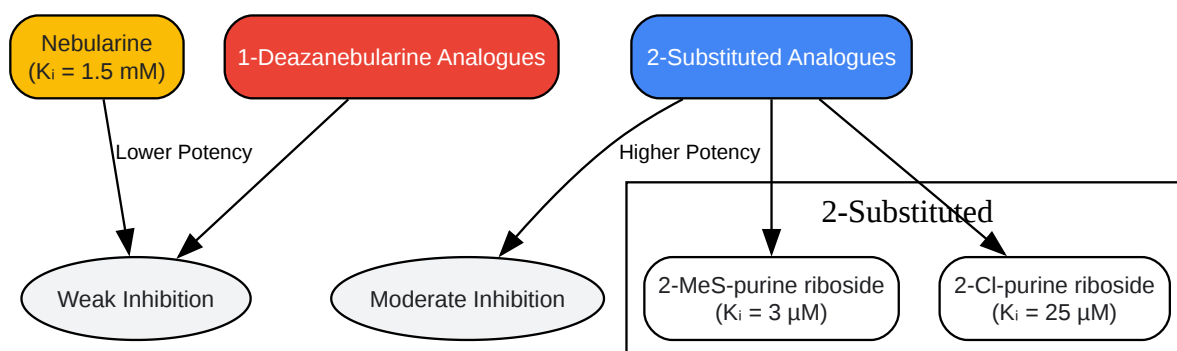 Nebularine
(Kᵢ = 1.5 mM)
1-Deazanebularine Analogues
2-Substituted Analogues
Lower Potency
Higher Potency
2-Substituted
Weak Inhibition
Moderate Inhibition
2-MeS-purine riboside
(Kᵢ = 3 µM)
2-Cl-purine riboside
(Kᵢ = 25 µM)